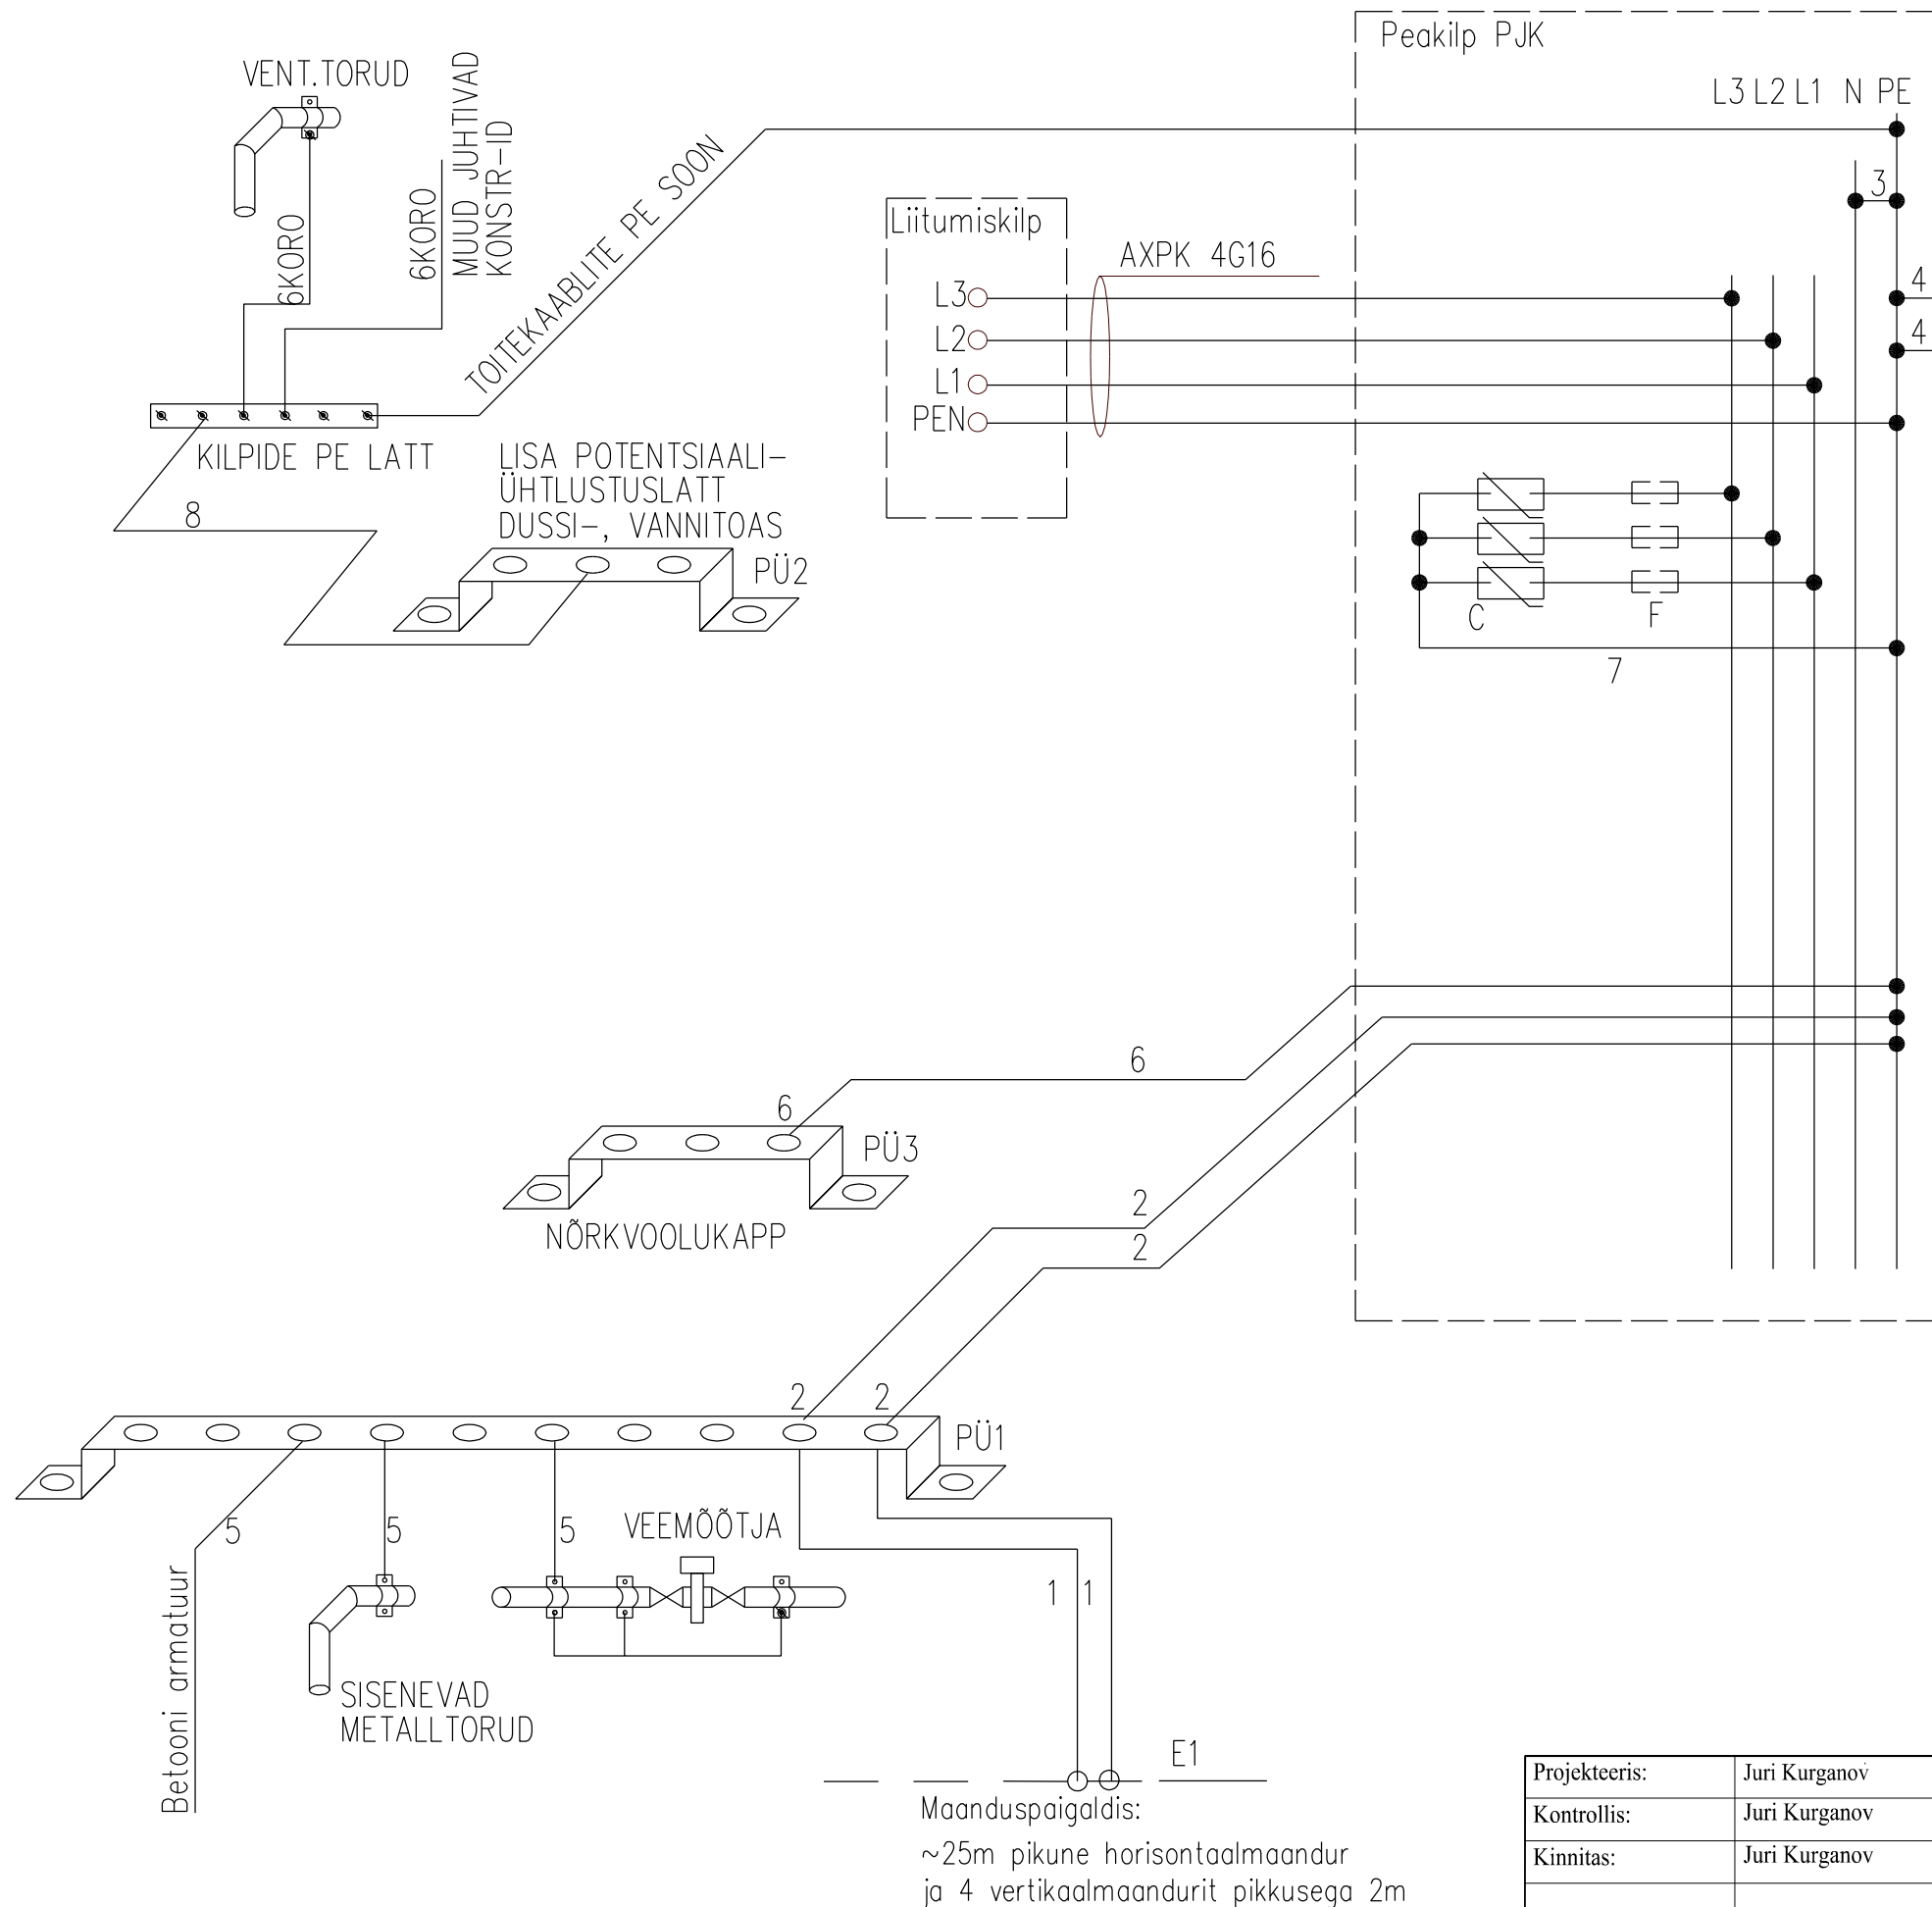 Peakilp PJK
L3 L2 L1 N PE
VENT.TORUD
6KORO
6KORO
MUUD JUHTIVAD
KONSTR-ID
TOITEKAABLITE PE SOON
3
4
4
Liitumiskilp
AXPK 4G16
L3
L2
L1
PEN
KILPIDE PE LATT
8
LISA POTENTSIAALI-
ÜHTLUSTUSLATT
DUSSI-, VANNITOAS
PÜ2
C
F
7
6
6
PÜ3
NÕRKVOOLUKAPP
2
2
2
2
PÜ1
5
5
5
VEEMÕÕTJA
Betooni armatuur
SISENEVAD
METALLTORUD
1
1
E1
Maanduspaigaldis:
~25m pikune horisontaalmaandur
ja 4 vertikaalmaandurit pikkusega 2m
Projekteeris: Juri Kurganov
Kontrollis: Juri Kurganov
Kinnitas: Juri Kurganov